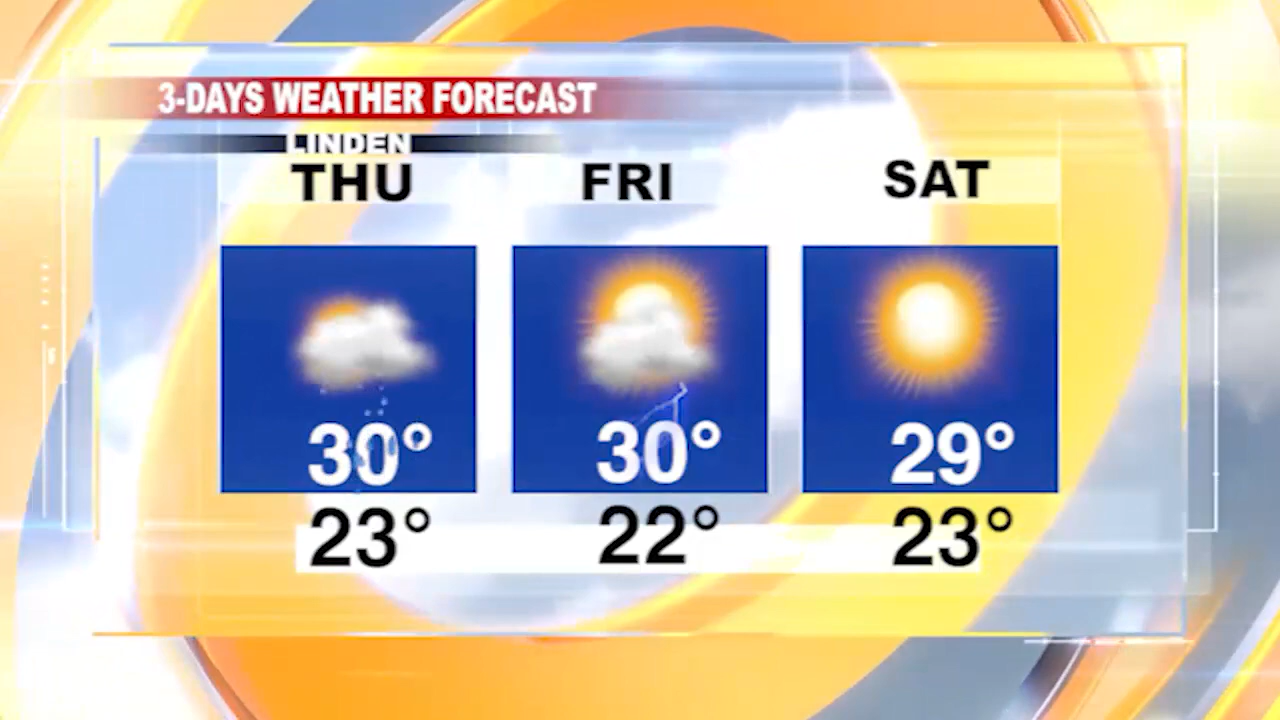 3-DAYS WEATHER FORECAST
LINDEN
THU FRI SAT
30° 30° 29°
23° 22° 23°